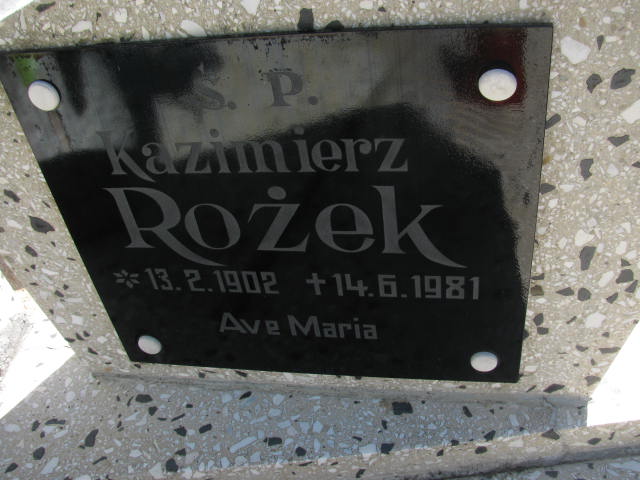 Ś. P.
Kazimierz
Rożek
* 13.2.1902 † 14.6.1981
Ave Maria